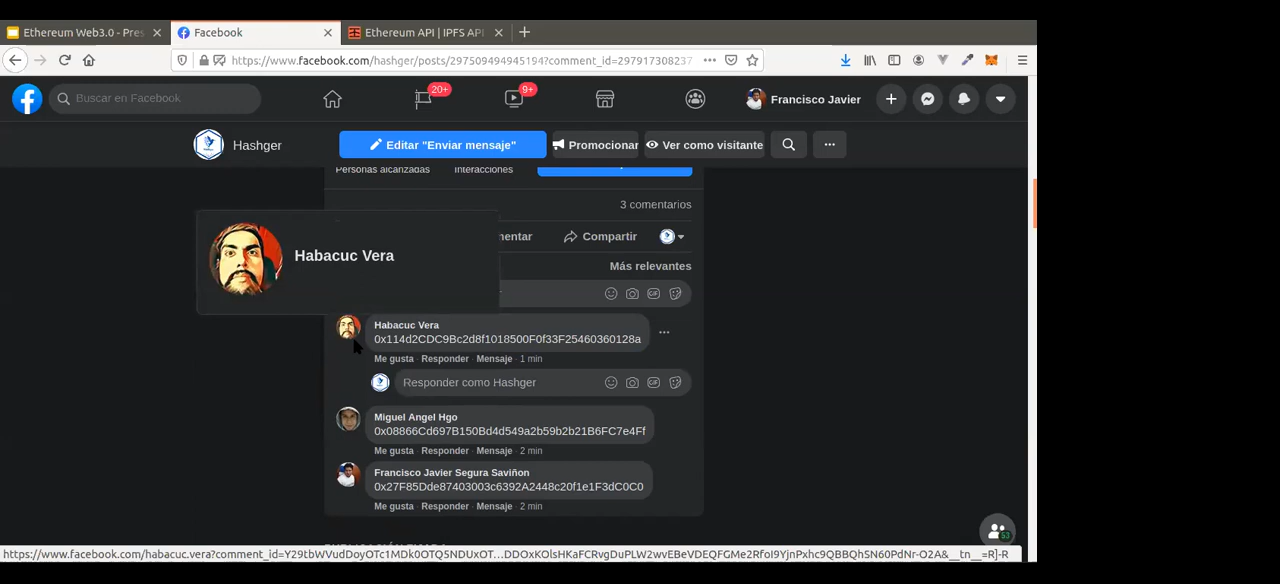 Ethereum Web3.0 - Pres
Facebook
Ethereum API | IPFS API
https://www.facebook.com/hashger/posts/2975094949451947?comment_id=297917308237
Buscar en Facebook
20+
9+
Francisco Javier
Hashger
Editar "Enviar mensaje"
Promocionar
Ver como visitante
Personas alcanzadas
Interacciones
3 comentarios
mentar
Compartir
Más relevantes
Habacuc Vera
Habacuc Vera
0x114d2CDC9Bc2d8f1018500F0f33F25460360128a
Me gusta · Responder · Mensaje · 1 min
Responder como Hashger
Miguel Angel Hgo
0x08866Cd697B150Bd4d549a2b59b2b21B6FC7e4Ff
Me gusta · Responder · Mensaje · 2 min
Francisco Javier Segura Saviñon
0x27F85Dde87403003c6392A2448c20f1e1F3dC0C0
Me gusta · Responder · Mensaje · 2 min
53